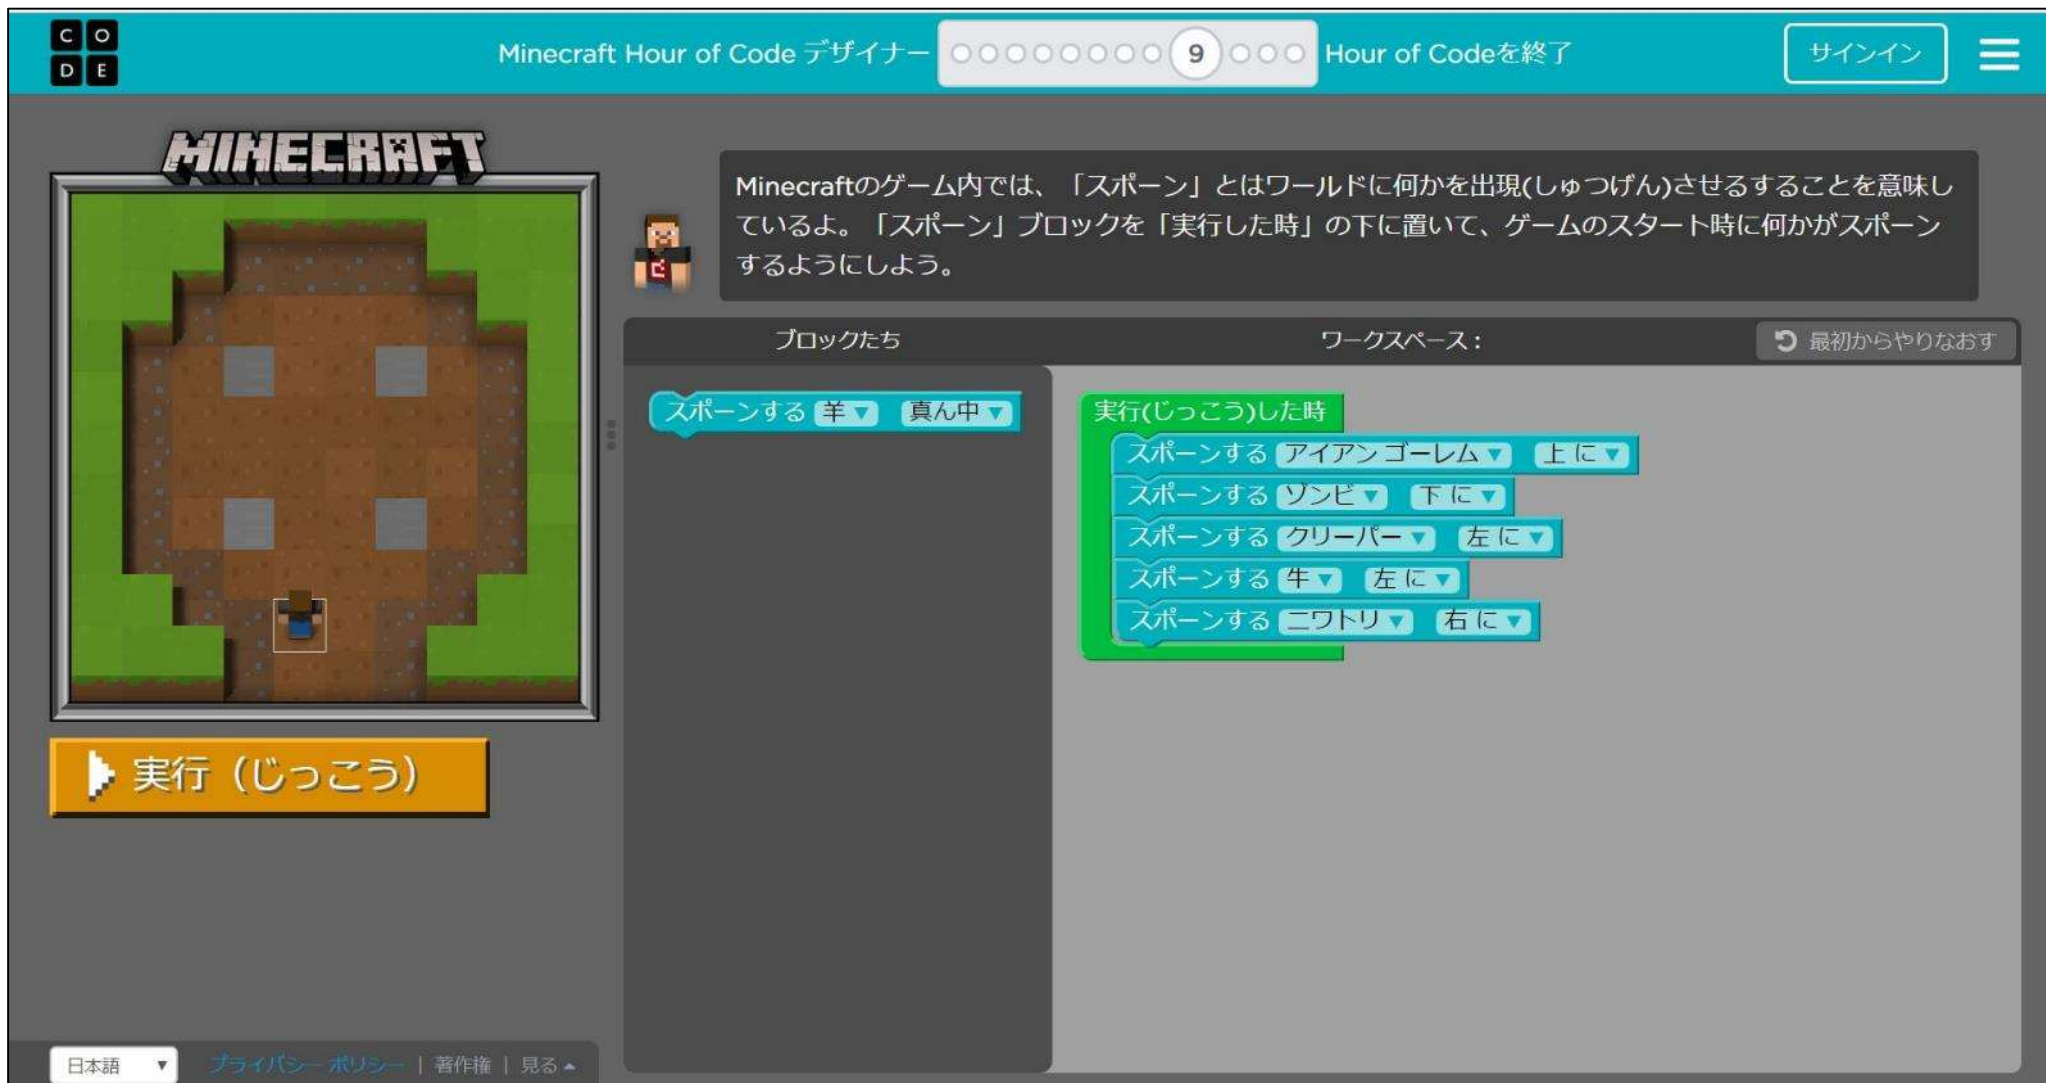 CODE
Minecraft Hour of Code デザイナー 9 Hour of Codeを終了 サインイン
MINECRAFT
Minecraftのゲーム内では、「スポーン」とはワールドに何かを出現(しゅつげん)させるすることを意味し
ているよ。「スポーン」ブロックを「実行した時」の下に置いて、ゲームのスタート時に何かがスポーン
するようにしよう。
ブロックたち
ワークスペース:
最初からやりなおす
スポーンする 羊▼ 真ん中▼
実行(じっこう)した時
スポーンする アイアン ゴーレム▼ 上 に▼
スポーンする ゾンビ▼ 下 に▼
スポーンする クリーパー▼ 左 に▼
スポーンする 牛▼ 左 に▼
スポーンする ニワトリ▼ 右 に▼
実行（じっこう）
日本語 ▼ プライバシー ポリシー | 著作権 | 見る